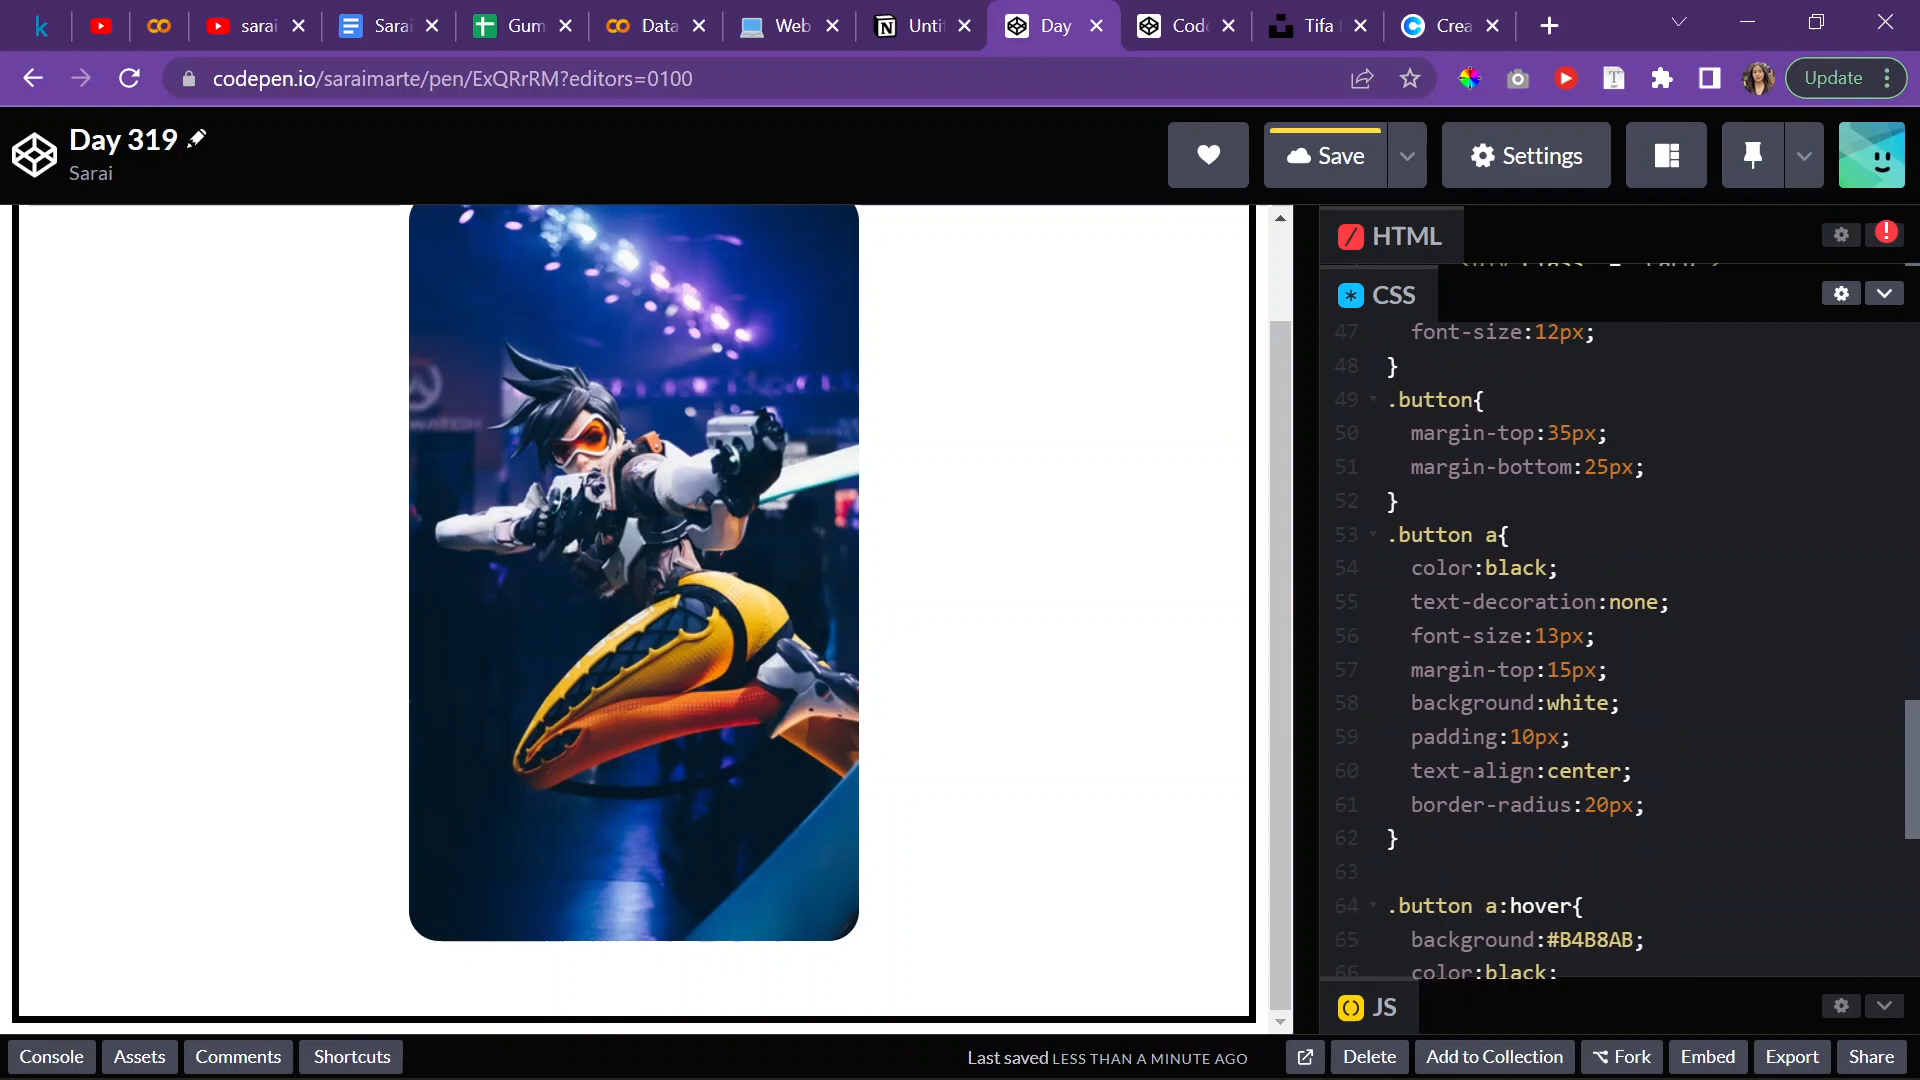 sarai
Sarai
Gum
Data
Web
Unti
Day
Code
Tifa
Crea
codepen.io/saraimarte/pen/ExQRrRM?editors=0100
Update
Day 319
Sarai
Save
Settings
HTML
CSS
47 font-size:12px;
48 }
49 .button{
50 margin-top:35px;
51 margin-bottom:25px;
52 }
53 .button a{
54 color:black;
55 text-decoration:none;
56 font-size:13px;
57 margin-top:15px;
58 background:white;
59 padding:10px;
60 text-align:center;
61 border-radius:20px;
62 }
63
64 .button a:hover{
65 background:#B4B8AB;
66 color:black;
JS
Console
Assets
Comments
Shortcuts
Last saved LESS THAN A MINUTE AGO
Delete
Add to Collection
Fork
Embed
Export
Share